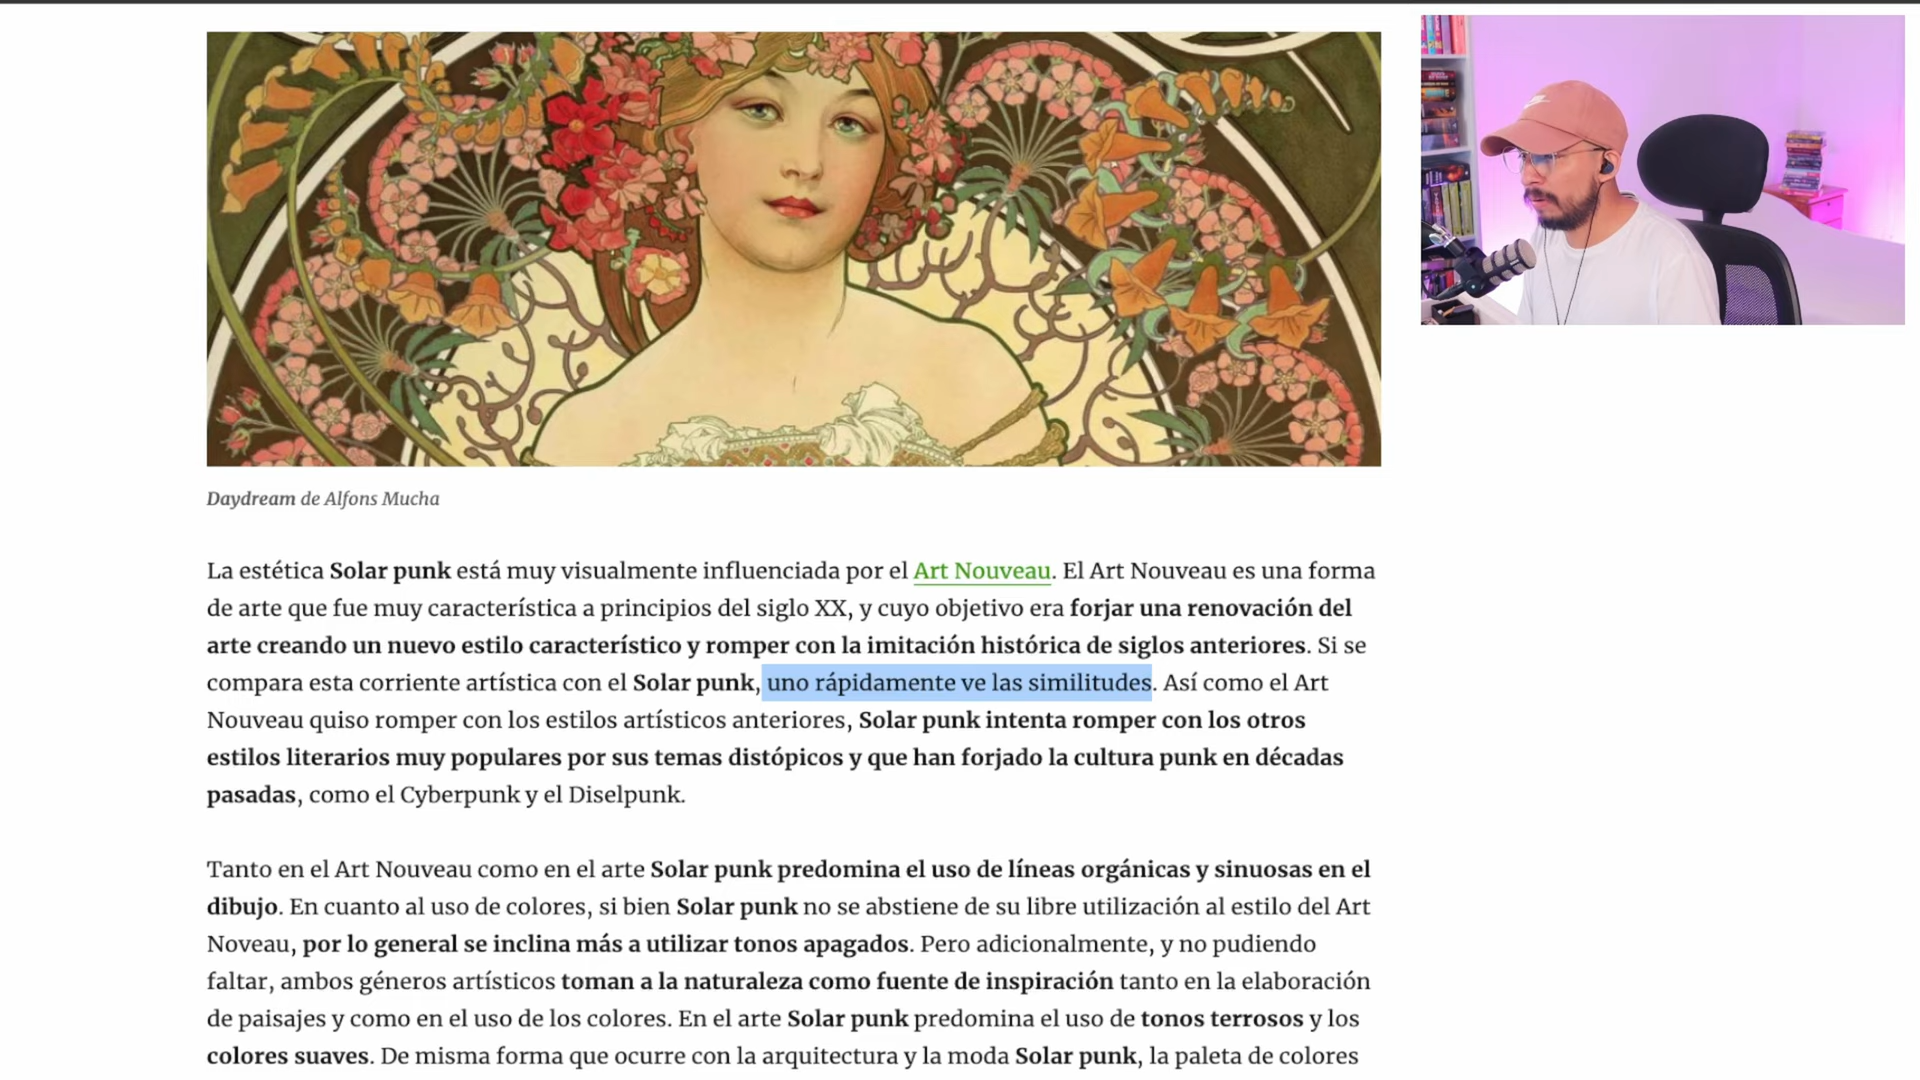 Daydream de Alfons Mucha
La estética Solar punk está muy visualmente influenciada por el Art Nouveau. El Art Nouveau es una forma
de arte que fue muy característica a principios del siglo XX, y cuyo objetivo era forjar una renovación del
arte creando un nuevo estilo característico y romper con la imitación histórica de siglos anteriores. Si se
compara esta corriente artística con el Solar punk, uno rápidamente ve las similitudes. Así como el Art
Nouveau quiso romper con los estilos artísticos anteriores, Solar punk intenta romper con los otros
estilos literarios muy populares por sus temas distópicos y que han forjado la cultura punk en décadas
pasadas, como el Cyberpunk y el Diselpunk.
Tanto en el Art Nouveau como en el arte Solar punk predomina el uso de líneas orgánicas y sinuosas en el
dibujo. En cuanto al uso de colores, si bien Solar punk no se abstiene de su libre utilización al estilo del Art
Noveau, por lo general se inclina más a utilizar tonos apagados. Pero adicionalmente, y no pudiendo
faltar, ambos géneros artísticos toman a la naturaleza como fuente de inspiración tanto en la elaboración
de paisajes y como en el uso de los colores. En el arte Solar punk predomina el uso de tonos terrosos y los
colores suaves. De misma forma que ocurre con la arquitectura y la moda Solar punk, la paleta de colores